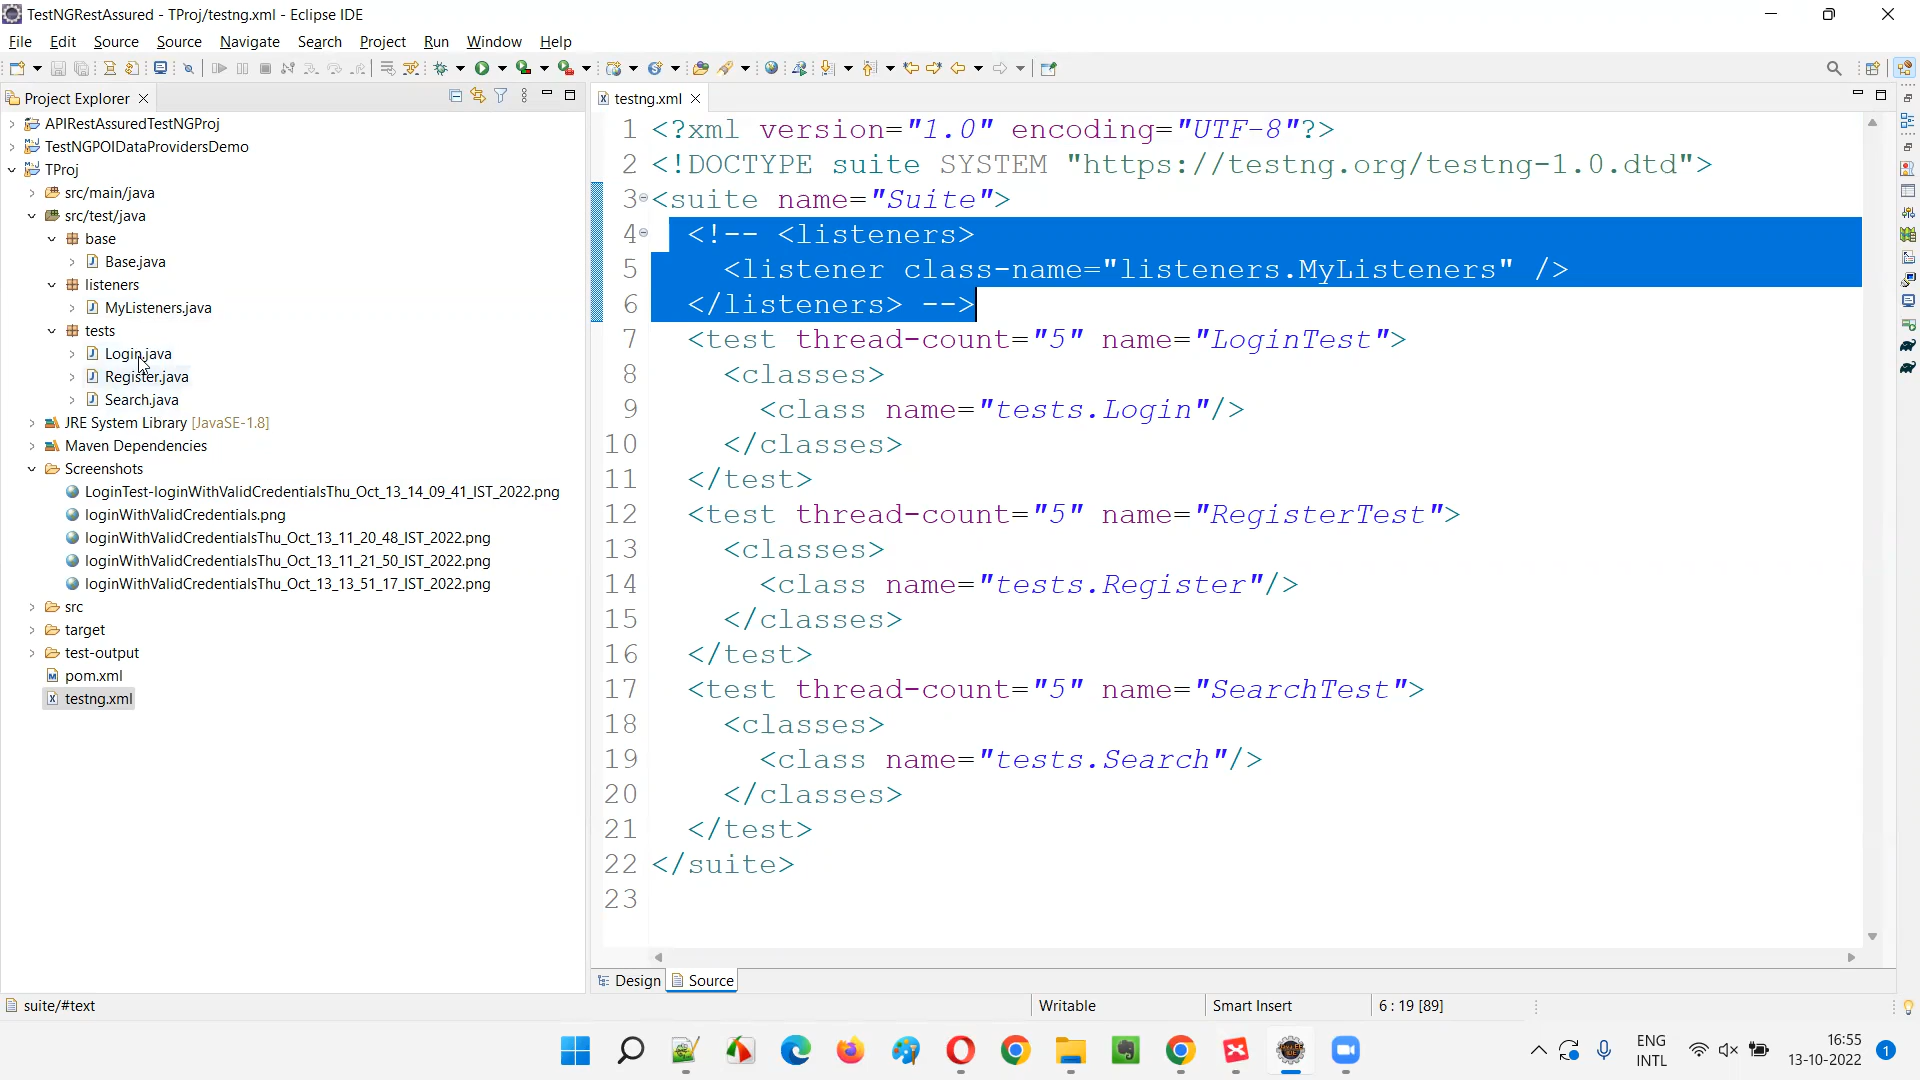 TestNGRestAssured - TProj/testng.xml - Eclipse IDE
File Edit Source Source Navigate Search Project Run Window Help
Project Explorer
APIRestAssuredTestNGProj
TestNGPOIDataProvidersDemo
TProj
src/main/java
src/test/java
base
Base.java
listeners
MyListeners.java
tests
Login.java
Register.java
Search.java
JRE System Library [JavaSE-1.8]
Maven Dependencies
Screenshots
LoginTest-loginWithValidCredentialsThu_Oct_13_14_09_41_IST_2022.png
loginWithValidCredentials.png
loginWithValidCredentialsThu_Oct_13_11_20_48_IST_2022.png
loginWithValidCredentialsThu_Oct_13_11_21_50_IST_2022.png
loginWithValidCredentialsThu_Oct_13_13_51_17_IST_2022.png
src
target
test-output
pom.xml
testng.xml
testng.xml
1 <?xml version="1.0" encoding="UTF-8"?>
2 <!DOCTYPE suite SYSTEM "https://testng.org/testng-1.0.dtd">
3 <suite name="Suite">
4 <!-- <listeners>
5 <listener class-name="listeners.MyListeners" />
6 </listeners> -->
7 <test thread-count="5" name="LoginTest">
8 <classes>
9 <class name="tests.Login"/>
10 </classes>
11 </test>
12 <test thread-count="5" name="RegisterTest">
13 <classes>
14 <class name="tests.Register"/>
15 </classes>
16 </test>
17 <test thread-count="5" name="SearchTest">
18 <classes>
19 <class name="tests.Search"/>
20 </classes>
21 </test>
22 </suite>
23
Design Source
suite/#text Writable Smart Insert 6 : 19 [89]
ENG
INTL
16:55
13-10-2022
1